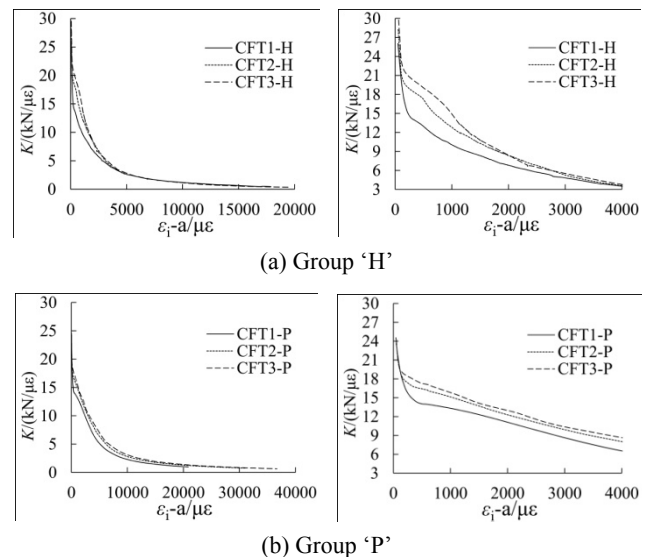 30
25
20
15
10
5
0
K/(kN/με)
CFT1-H
CFT2-H
CFT3-H
0 5000 10000 15000 20000
εi-a/με
30
27
24
21
18
15
12
9
6
3
K/(kN/με)
CFT1-H
CFT2-H
CFT3-H
0 1000 2000 3000 4000
εi-a/με
(a) Group ‘H’
30
25
20
15
10
5
0
K/(kN/με)
CFT1-P
CFT2-P
CFT3-P
0 10000 20000 30000 40000
εi-a/με
30
27
24
21
18
15
12
9
6
3
K/(kN/με)
CFT1-P
CFT2-P
CFT3-P
0 1000 2000 3000 4000
εi-a/με
(b) Group ‘P’